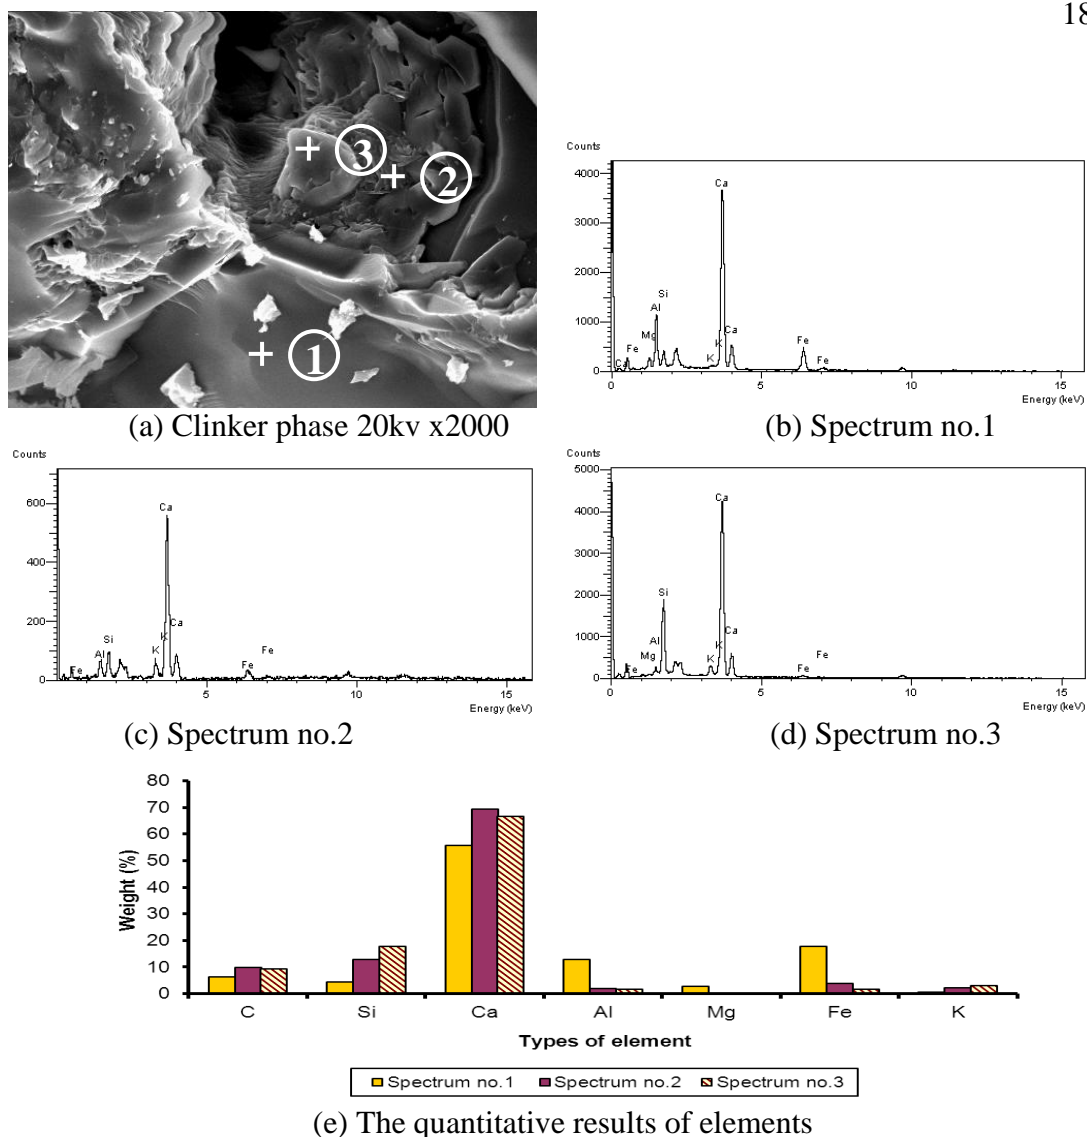 18
3
2
1
(a) Clinker phase 20kv x2000
Counts
4000
3000
2000
1000
0
Ca
Si
Al
Mg
Fe
Ca
K
K
Ca
Fe
Fe
5
10
15
Energy (keV)
(b) Spectrum no.1
Counts
600
400
200
0
Ca
Fe
Al
Si
K
K
Ca
Fe
Fe
5
10
15
Energy (keV)
(c) Spectrum no.2
Counts
5000
4000
3000
2000
1000
0
Ca
Si
Al
Mg
Fe
K
K
Ca
Fe
Fe
5
10
15
Energy (keV)
(d) Spectrum no.3
Weight (%)
80
70
60
50
40
30
20
10
0
C Si Ca Al Mg Fe K
Types of element
Spectrum no.1 Spectrum no.2 Spectrum no.3
(e) The quantitative results of elements